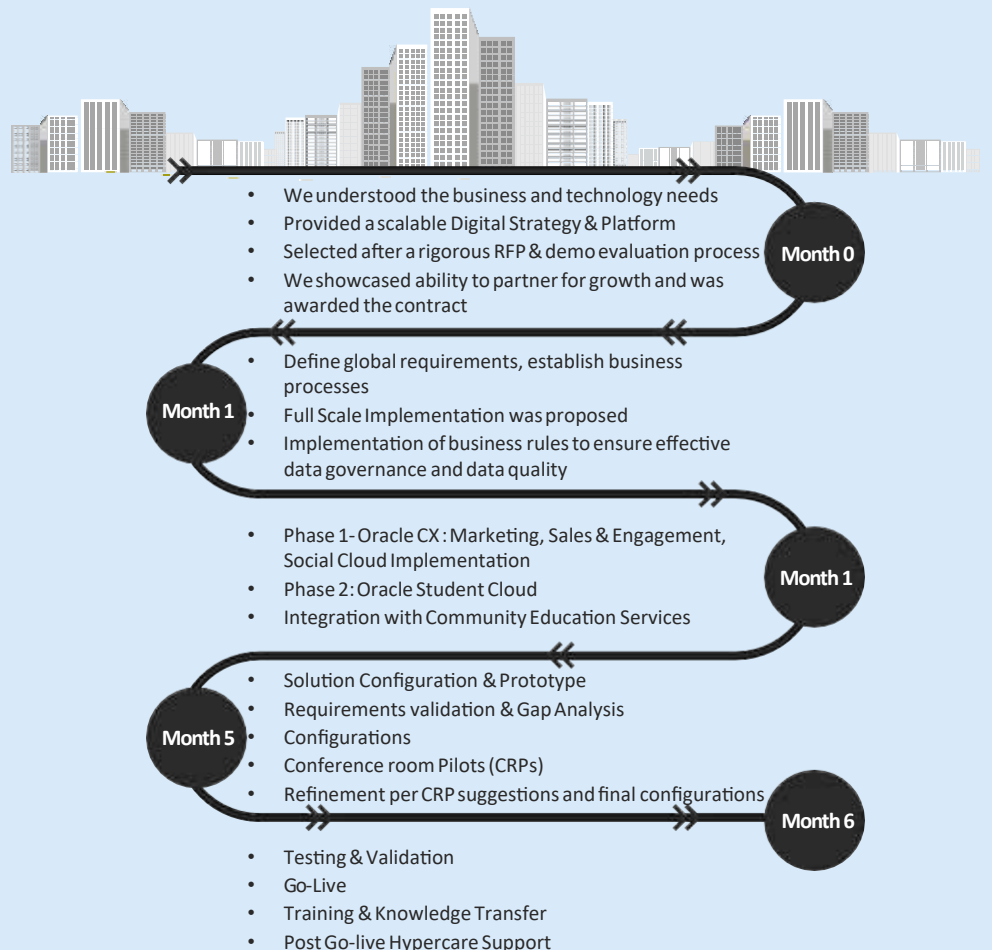 • We understood the business and technology needs
• Provided a scalable Digital Strategy & Platform
• Selected after a rigorous RFP & demo evaluation process
Month 0
• We showcased ability to partner for growth and was
awarded the contract
• Define global requirements, establish business
processes
Month 1
• Full Scale Implementation was proposed
• Implementation of business rules to ensure effective
data governance and data quality
• Phase 1- Oracle CX : Marketing, Sales & Engagement,
Social Cloud Implementation
Month 1
• Phase 2: Oracle Student Cloud
• Integration with Community Education Services
• Solution Configuration & Prototype
• Requirements validation & Gap Analysis
Month 5
• Configurations
• Conference room Pilots (CRPs)
• Refinement per CRP suggestions and final configurations
Month 6
• Testing & Validation
• Go-Live
• Training & Knowledge Transfer
• Post Go-live Hypercare Support